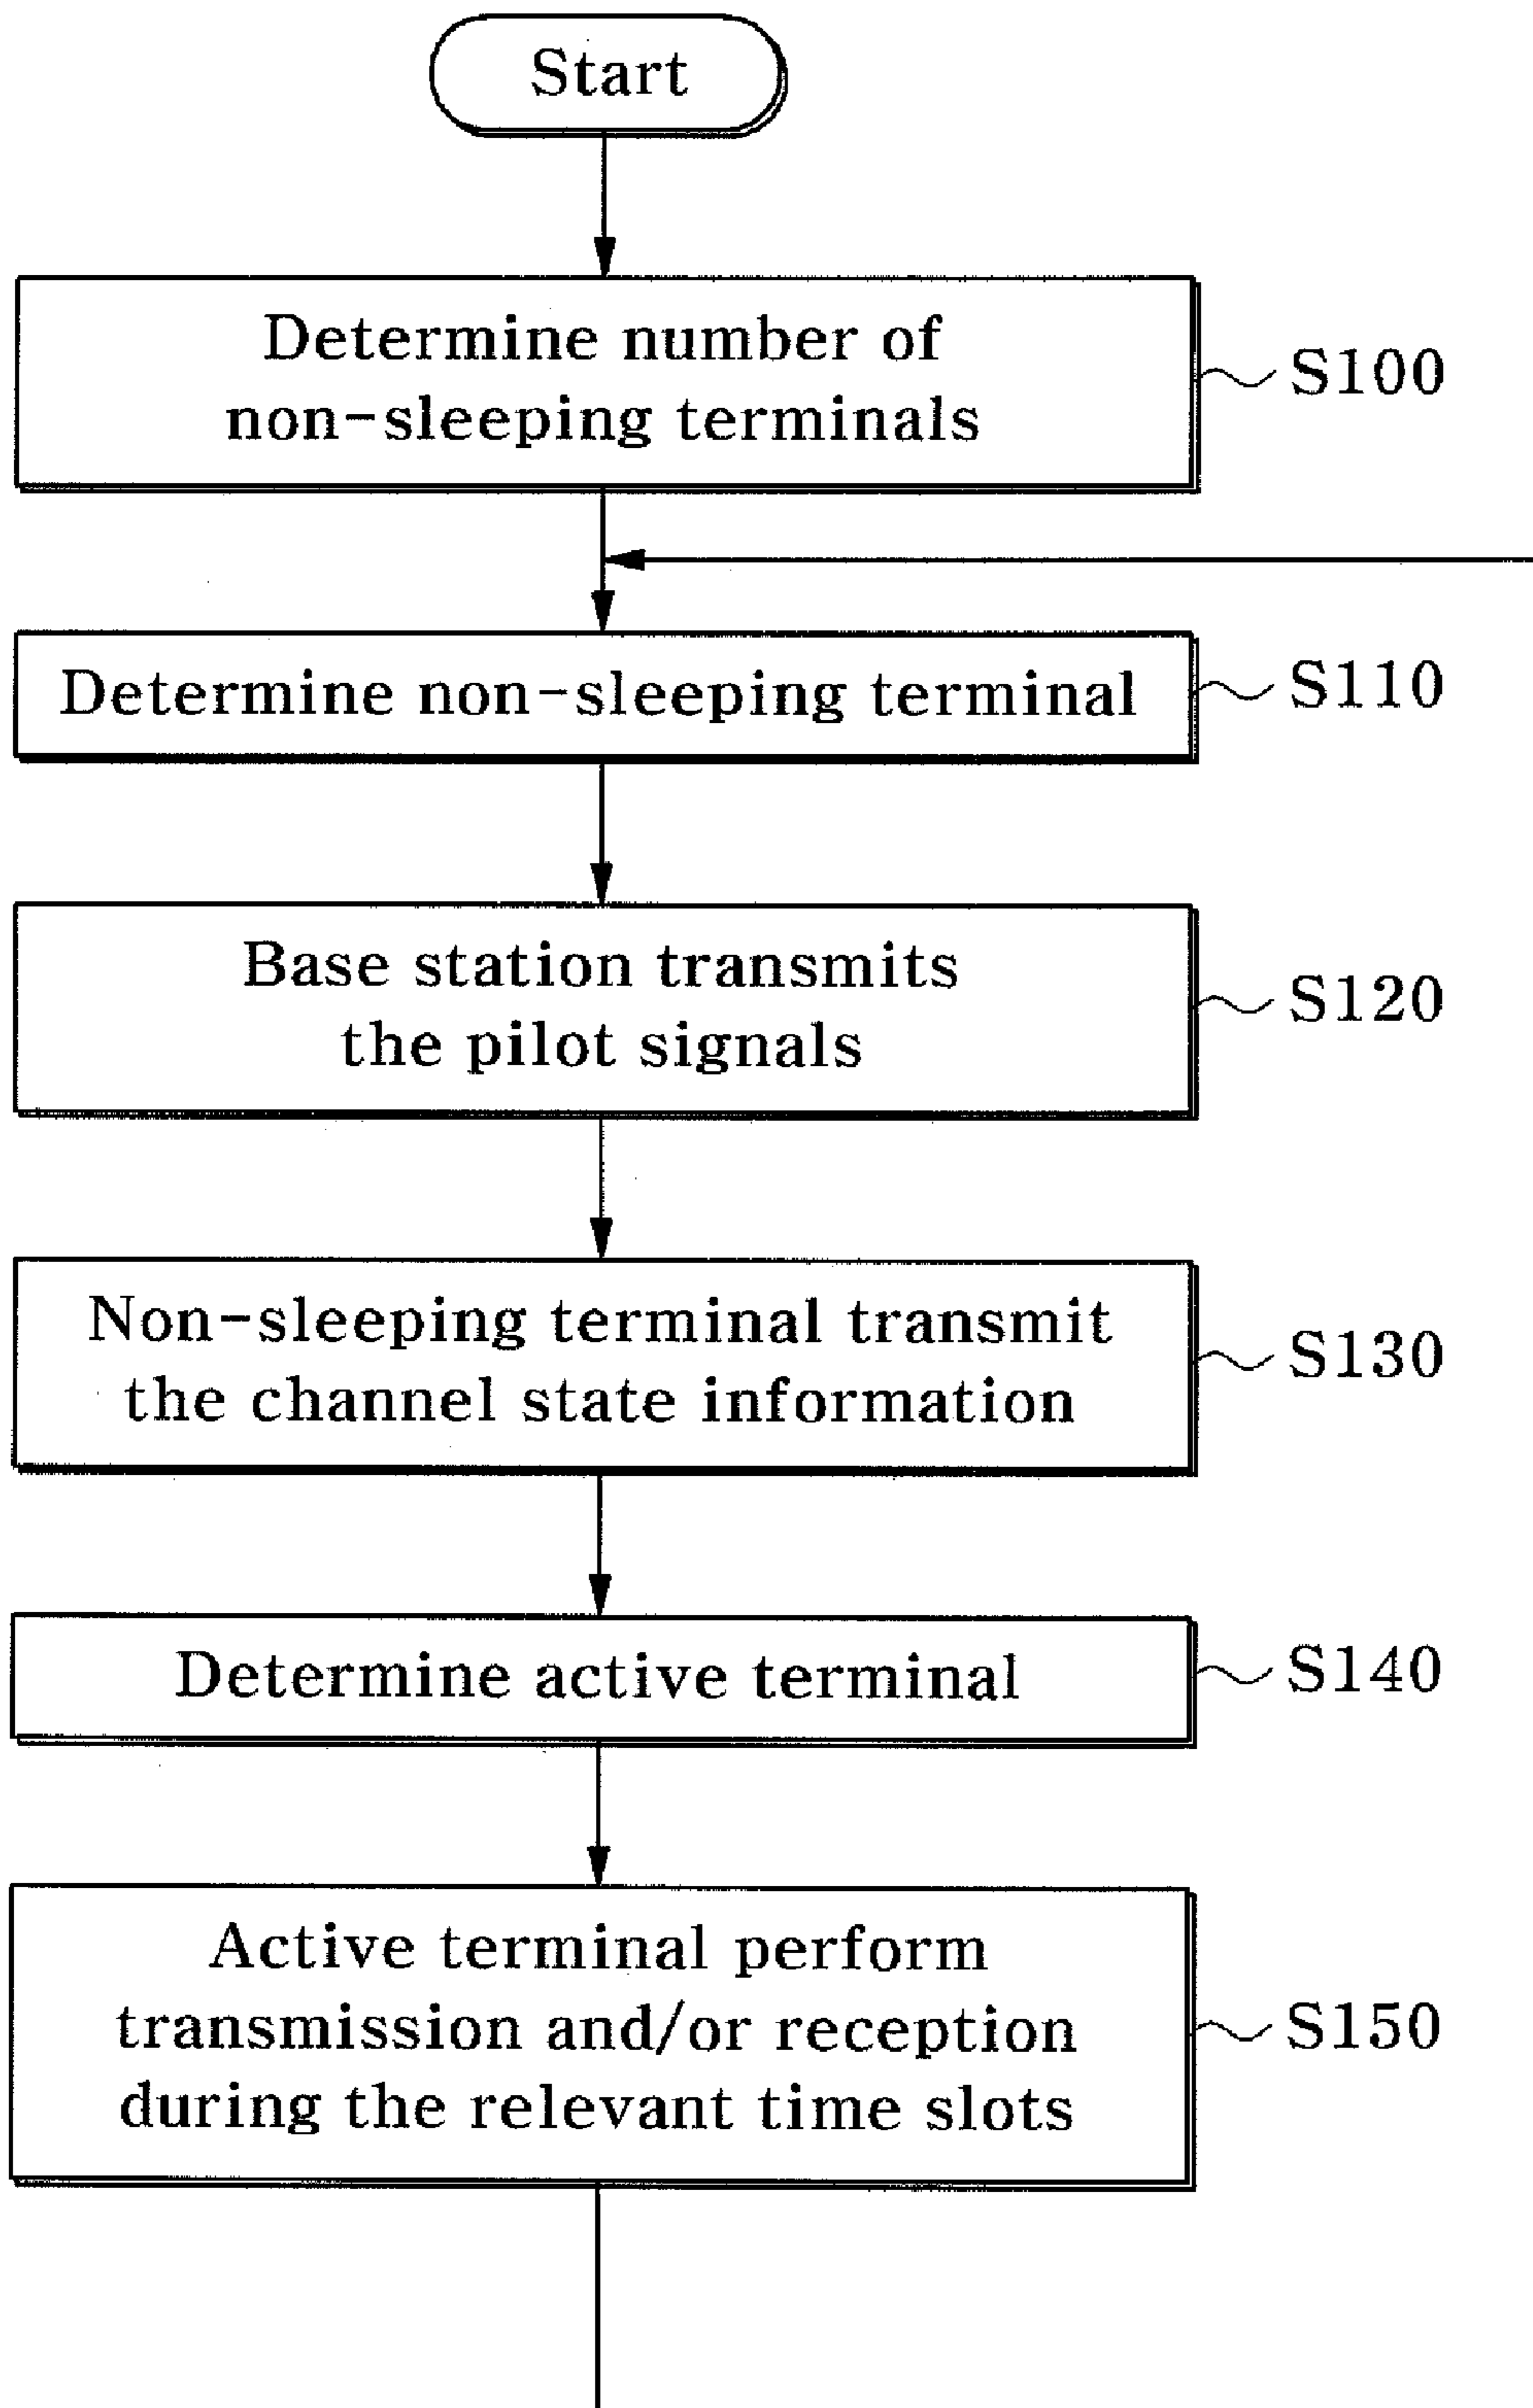 Start
Determine number of
non-sleeping terminals
S100
Determine non-sleeping terminal
S110
Base station transmits
the pilot signals
S120
Non-sleeping terminal transmit
the channel state information
S130
Determine active terminal
S140
Active terminal perform
transmission and/or reception
during the relevant time slots
S150